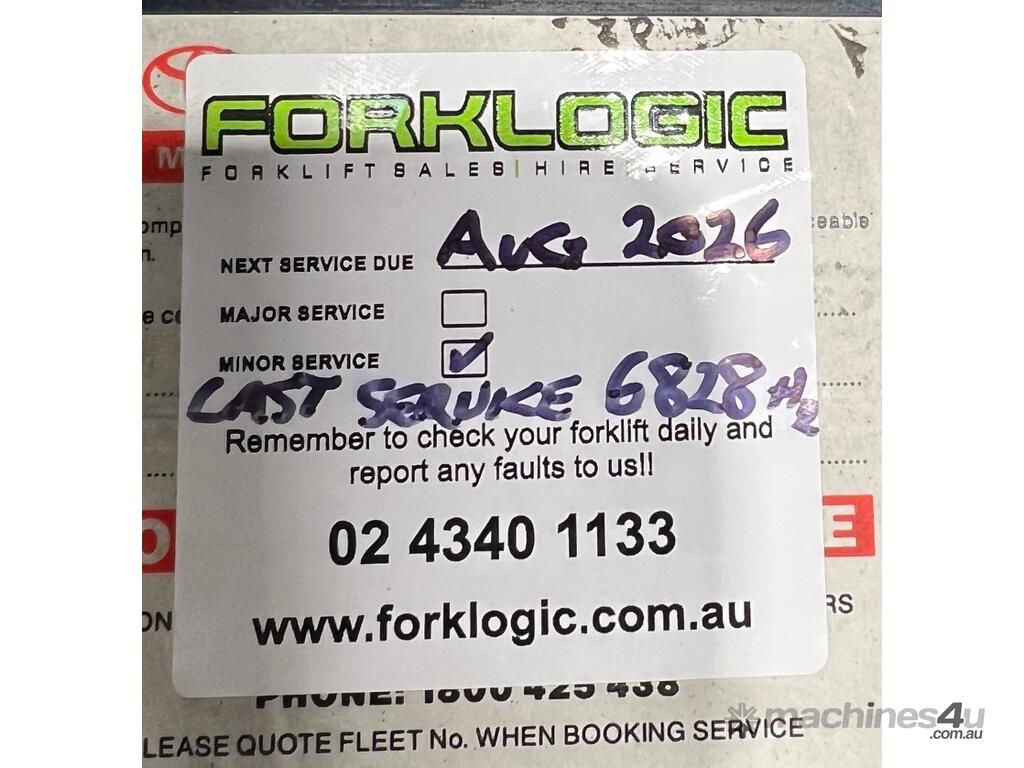 FORKLOGIC
FORKLIFT SALES | HIRE | SERVICE
NEXT SERVICE DUE AUG 2026
MAJOR SERVICE
MINOR SERVICE ✓
LAST SERVICE 6828 Hz
Remember to check your forklift daily and
report any faults to us!!
02 4340 1133
www.forklogic.com.au
RS
PHONE: 1800 425 438
LEASE QUOTE FLEET No. WHEN BOOKING SERVICE
machines4u
.com.au